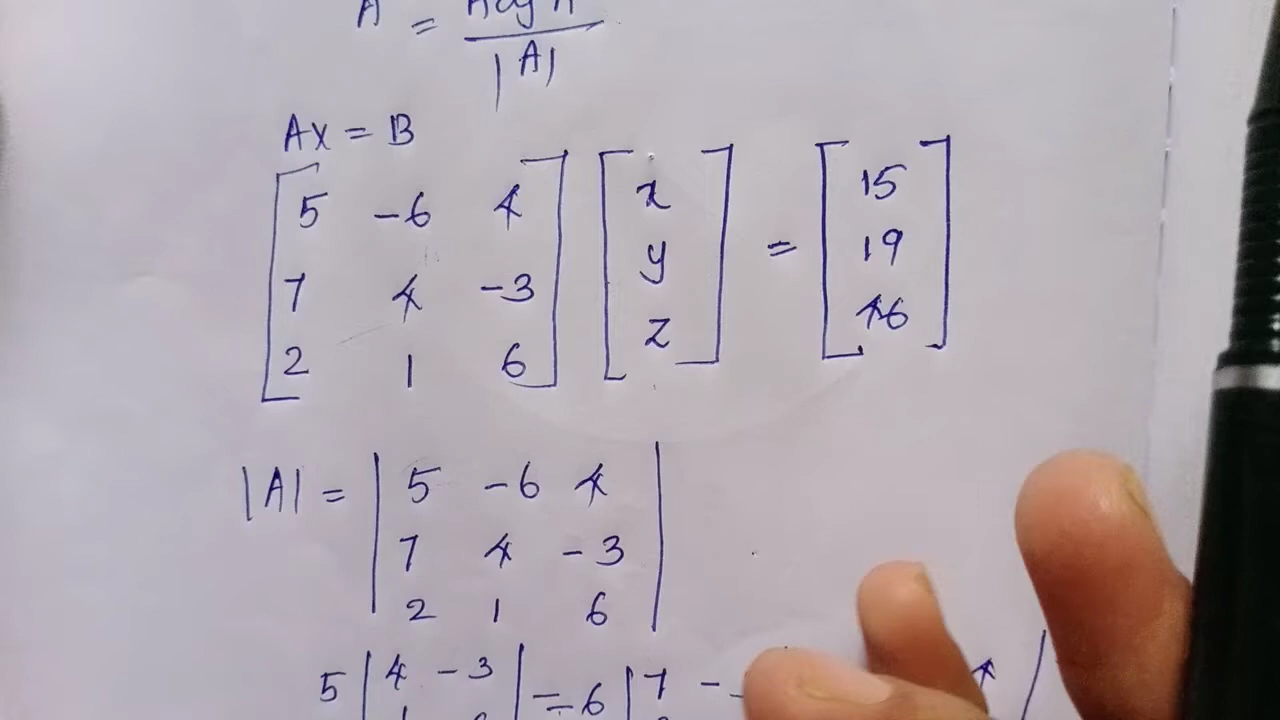 A = Adj A
|A|
AX = B
5 -6 4 x 15
7 4 -3 y = 19
2 1 6 z 46
|A| = | 5 -6 4 |
7 4 -3
2 1 6
5 | 4 -3 | - 6 | 7 -